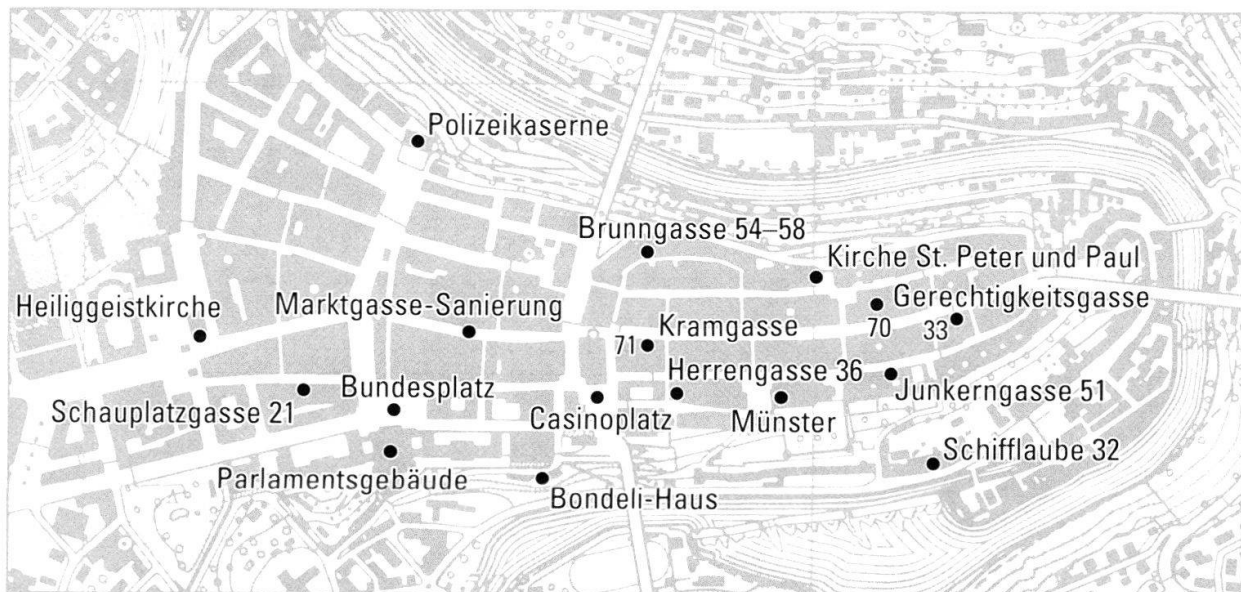 Polizeikaserne
Brunngasse 54–58
Kirche St. Peter und Paul
Heiliggeistkirche
Marktgasse-Sanierung
Gerechtigkeitsgasse
70
33
Kramgasse
71
Herrengasse 36
Junkerngasse 51
Bundesplatz
Schauplatzgasse 21
Casinoplatz
Münster
Schifflaube 32
Parlamentsgebäude
Bondeli-Haus